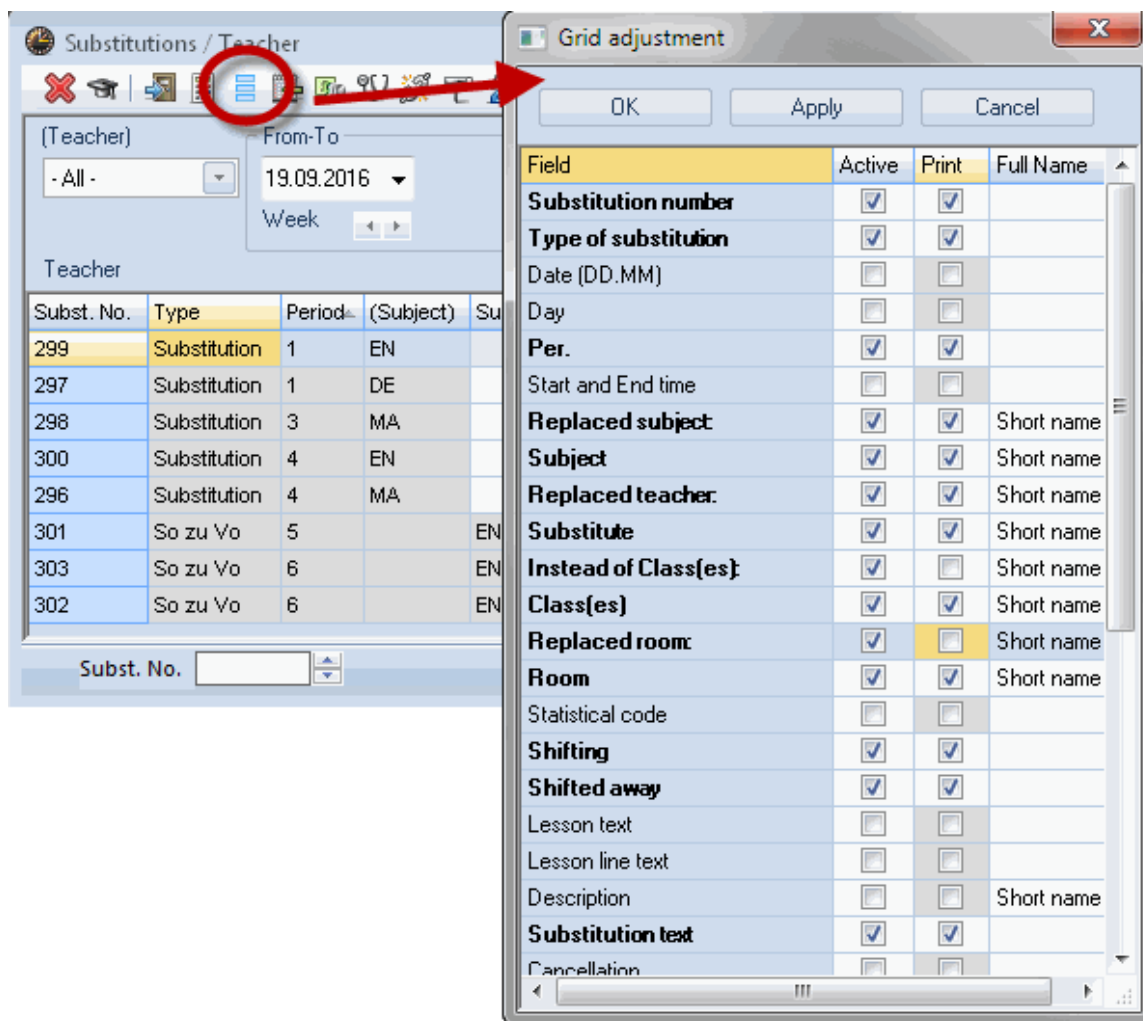 Substitutions / Teacher
(Teacher)
From-To
- All -
19.09.2016
Week
Teacher
Subst. No. Type Period (Subject) Su
299 Substitution 1 EN
297 Substitution 1 DE
298 Substitution 3 MA
300 Substitution 4 EN
296 Substitution 4 MA
301 So zu Vo 5 EN
303 So zu Vo 6 EN
302 So zu Vo 6 EN
Subst. No.
Grid adjustment
OK Apply Cancel
Field Active Print Full Name
Substitution number
Type of substitution
Date (DD.MM)
Day
Per.
Start and End time
Replaced subject: Short name
Subject Short name
Replaced teacher: Short name
Substitute Short name
Instead of Class(es): Short name
Class(es) Short name
Replaced room: Short name
Room Short name
Statistical code
Shifting
Shifted away
Lesson text
Lesson line text
Description Short name
Substitution text
Cancellation